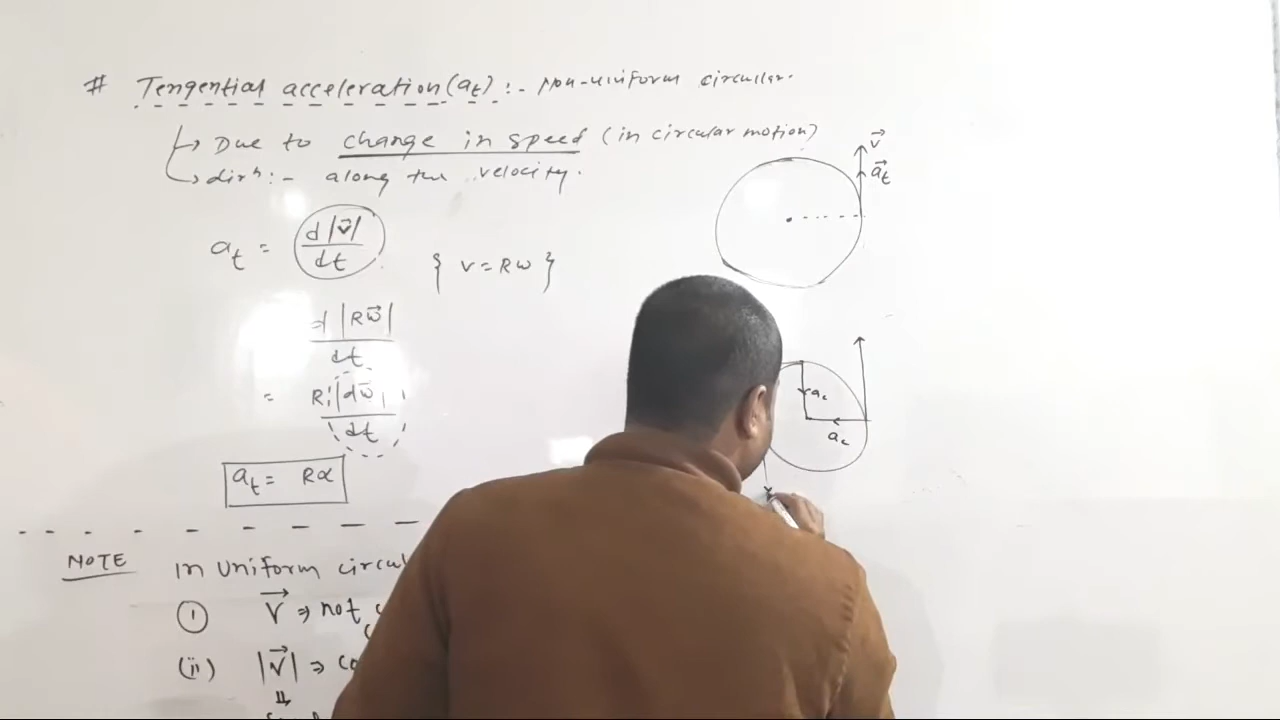 # Tengential acceleration (at) :- Non-uniform circular.
↳ Due to change in speed (in circular motion)
↳ dirⁿ :- along the velocity.
v⃗
a⃗t
at = d|v⃗| / dt
{ v = Rω }
d |Rω⃗| / dt
= R |dω⃗| / dt
ac
ac
at = Rα
NOTE In Uniform circul
(i) v⃗ ⇒ not
(ii) |v⃗| ⇒ co